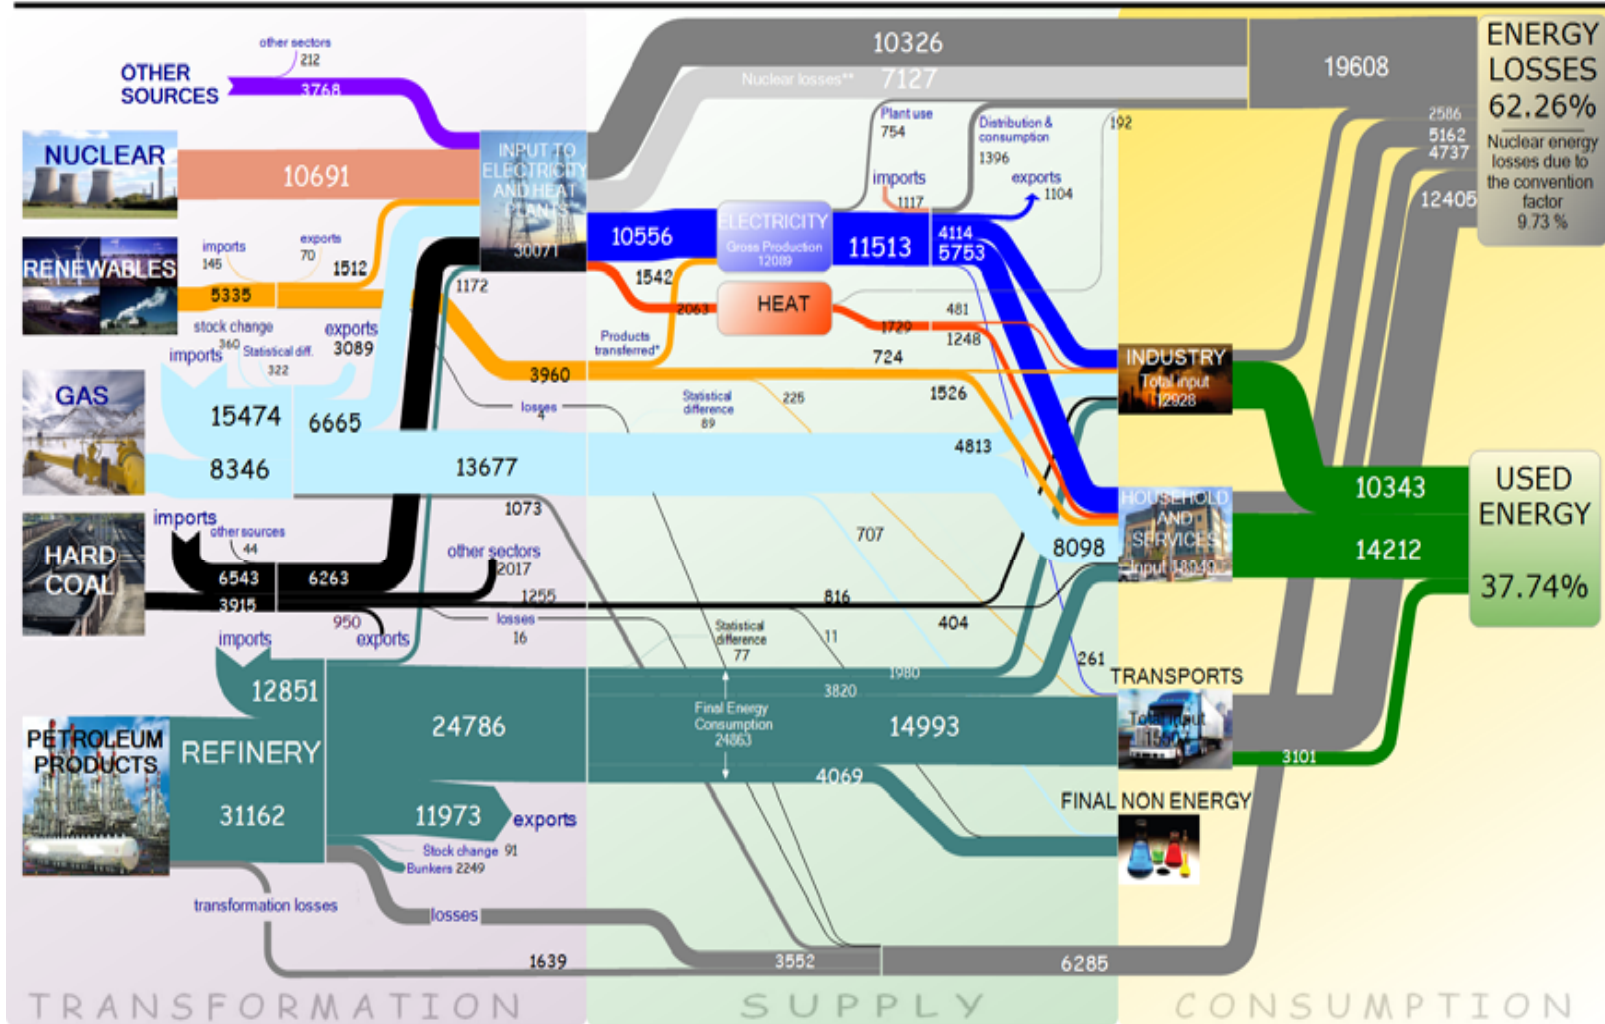 other sectors
212
OTHER
SOURCES
3768
NUCLEAR
10691
INPUT TO
ELECTRICITY
AND HEAT
PLANTS
30071
RENEWABLES
imports
145
exports
70
1512
5335
1172
stock change
360
imports
Statistical diff.
322
exports
3089
GAS
15474
6665
8346
13677
3960
losses
4
1073
HARD
COAL
imports
other sources
44
6543
6263
3915
950
exports
other sectors
2017
1255
losses
16
imports
12851
PETROLEUM
PRODUCTS
REFINERY
31162
24786
11973
exports
Stock change 91
Bunkers 2249
transformation losses
losses
1639
TRANSFORMATION
10326
Nuclear losses**
7127
Plant use
754
Distribution &
consumption
1396
192
imports
1117
exports
1104
10556
ELECTRICITY
Gross Production
12089
11513
4114
5753
1542
2063
HEAT
1729
481
1248
Products
transferred*
724
1526
Statistical
difference
89
225
4813
707
8098
816
404
Statistical
difference
77
11
261
1980
3820
Final Energy
Consumption
24863
14993
4069
3552
6285
SUPPLY
19608
ENERGY
LOSSES
62.26%
Nuclear energy
losses due to
the convention
factor
9.73 %
2586
5162
4737
12405
INDUSTRY
Total input
12928
HOUSEHOLD
AND
SERVICES
Input 18949
10343
14212
USED
ENERGY
37.74%
TRANSPORTS
Total input
3101
FINAL NON ENERGY
CONSUMPTION